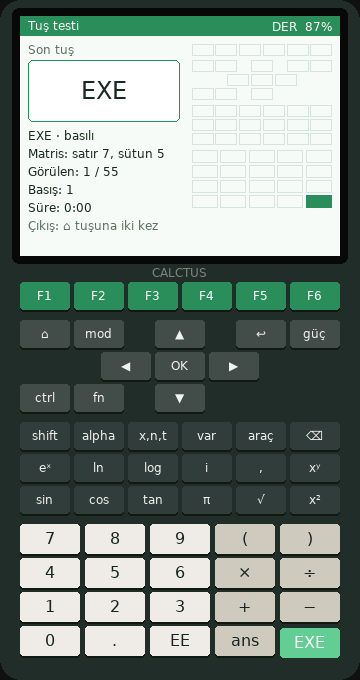 Tuş testi DER 87%
Son tuş
EXE
EXE · basılı
Matris: satır 7, sütun 5
Görülen: 1 / 55
Basış: 1
Süre: 0:00
Çıkış: ⌂ tuşuna iki kez
CALCTUS
F1 F2 F3 F4 F5 F6
⌂ mod ▲ ↩ güç
◀ OK ▶
ctrl fn ▼
shift alpha x,n,t var araç ⌫
eˣ ln log i , xʸ
sin cos tan π √ x²
7 8 9 ( )
4 5 6 × ÷
1 2 3 + −
0 . EE ans EXE